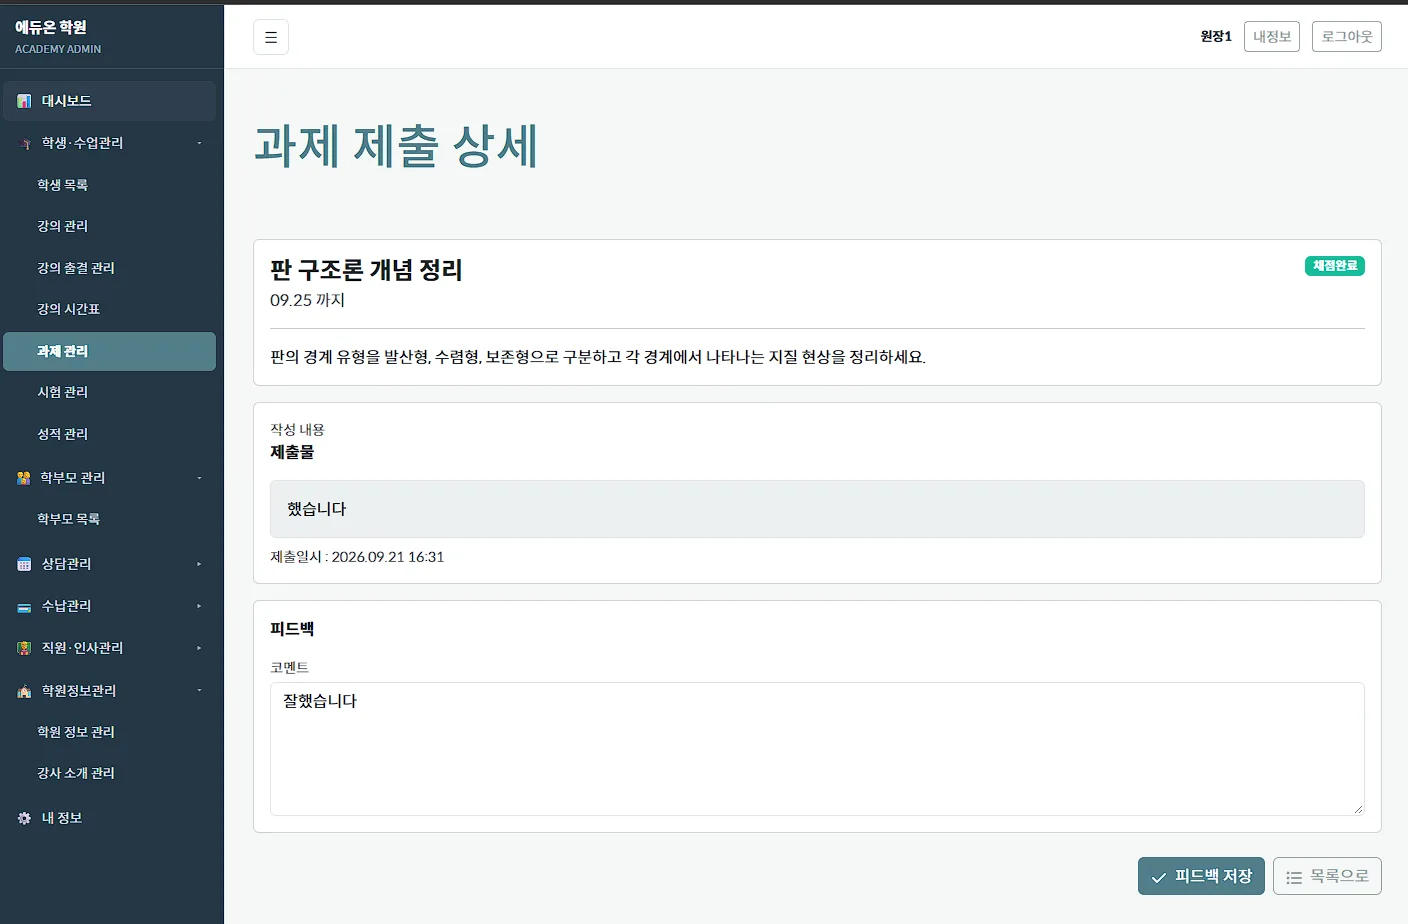 에듀온 학원
ACADEMY ADMIN
원장1
내정보
로그아웃
대시보드
학생·수업관리
학생 목록
강의 관리
강의 출결 관리
강의 시간표
과제 관리
시험 관리
성적 관리
학부모 관리
학부모 목록
상담관리
수납관리
직원·인사관리
학원정보관리
학원 정보 관리
강사 소개 관리
내 정보
과제 제출 상세
판 구조론 개념 정리
채점완료
09.25 까지
판의 경계 유형을 발산형, 수렴형, 보존형으로 구분하고 각 경계에서 나타나는 지질 현상을 정리하세요.
작성 내용
제출물
했습니다
제출일시 : 2026.09.21 16:31
피드백
코멘트
잘했습니다
피드백 저장
목록으로